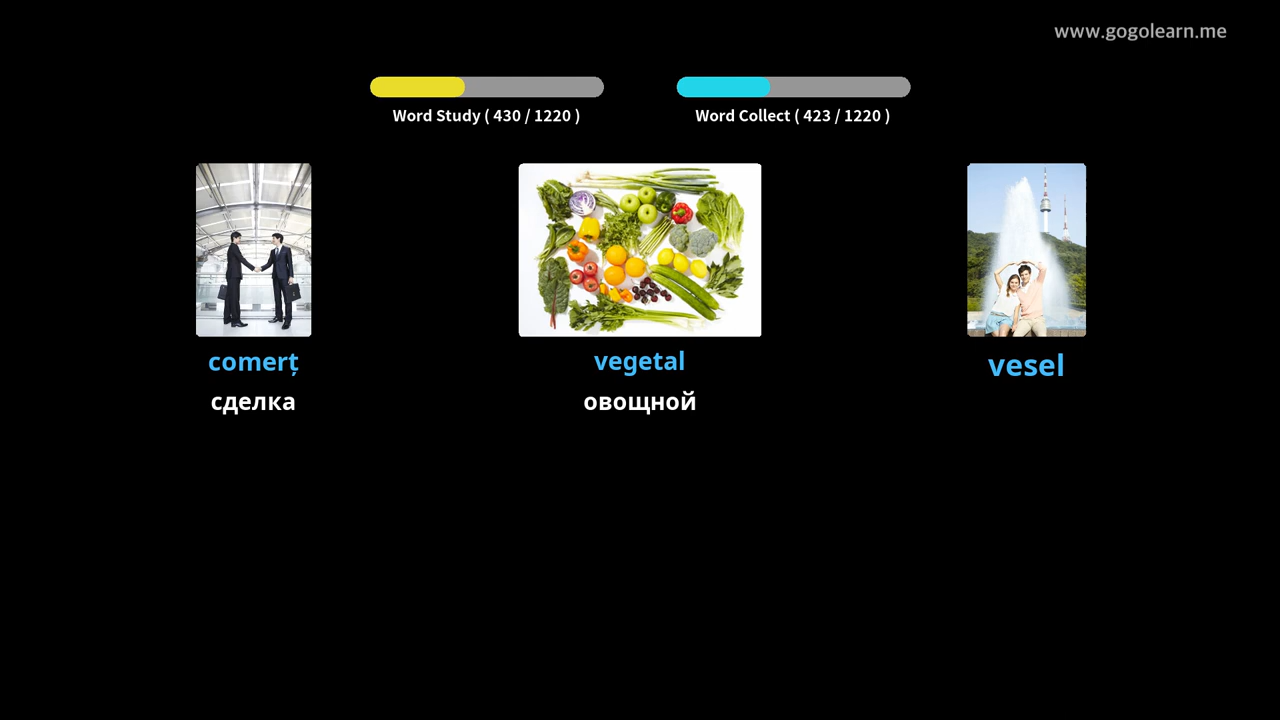 www.gogolearn.me
Word Study ( 430 / 1220 )
Word Collect ( 423 / 1220 )
comerț
сделка
vegetal
овощной
vesel